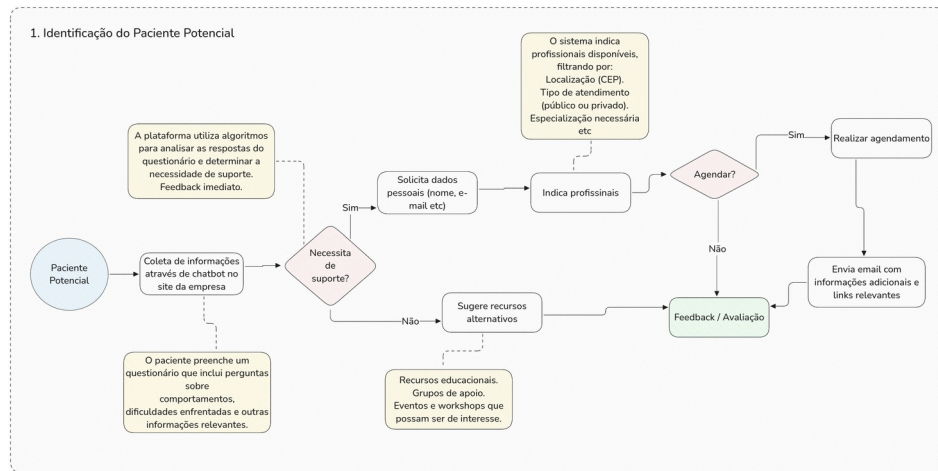 1. Identificação do Paciente Potencial
O sistema indica
profissionais disponíveis,
filtrando por:
Localização (CEP).
Tipo de atendimento
(público ou privado).
Especialização necessária
etc
A plataforma utiliza algoritmos
para analisar as respostas do
questionário e determinar a
necessidade de suporte.
Feedback imediato.
Sim
Realizar agendamento
Solicita dados
pessoais (nome, e-
mail etc)
Indica profissinais
Agendar?
Sim
Paciente
Potencial
Coleta de informações
através de chatbot no
site da empresa
Necessita
de
suporte?
Não
Envia email com
informações adicionais e
links relevantes
Sugere recursos
alternativos
Feedback / Avaliação
Não
O paciente preenche um
questionário que inclui perguntas
sobre
comportamentos,
dificuldades enfrentadas e outras
informações relevantes.
Recursos educacionais.
Grupos de apoio.
Eventos e workshops que
possam ser de interesse.